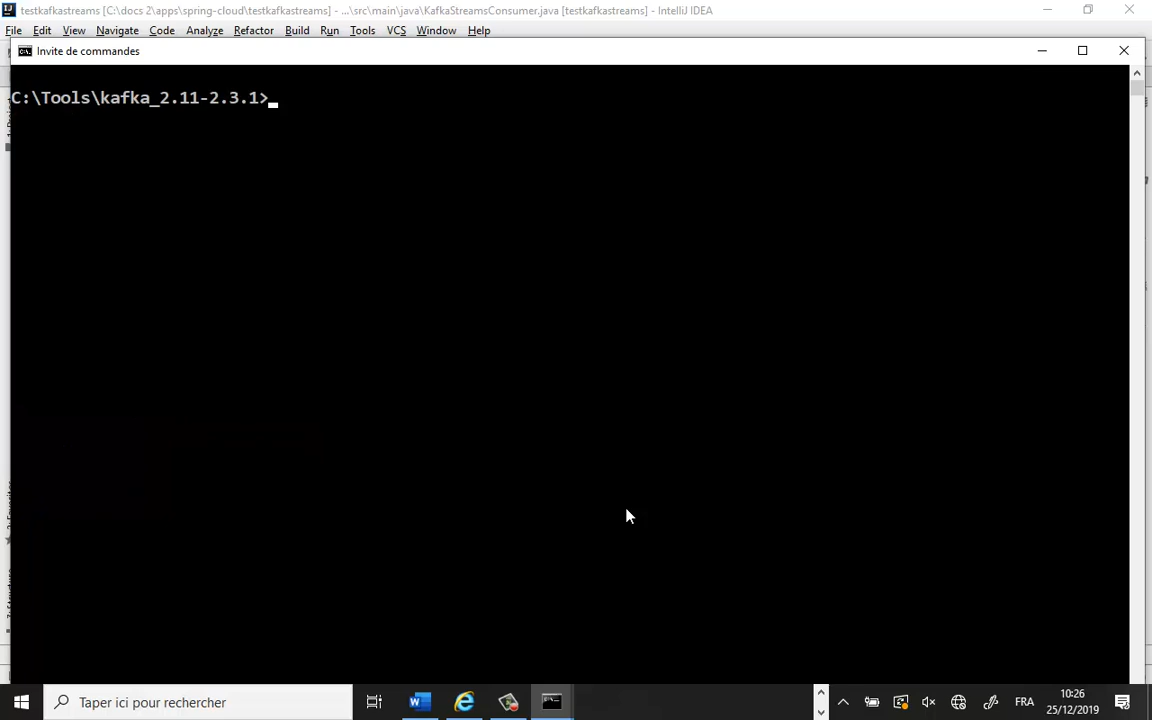 testkafkastreams [C:\docs 2\apps\spring-cloud\testkafkastreams] - ...\src\main\java\KafkaStreamsConsumer.java [testkafkastreams] - IntelliJ IDEA
File Edit View Navigate Code Analyze Refactor Build Run Tools VCS Window Help
Invite de commandes
C:\Tools\kafka_2.11-2.3.1>
Taper ici pour rechercher
FRA
10:26
25/12/2019